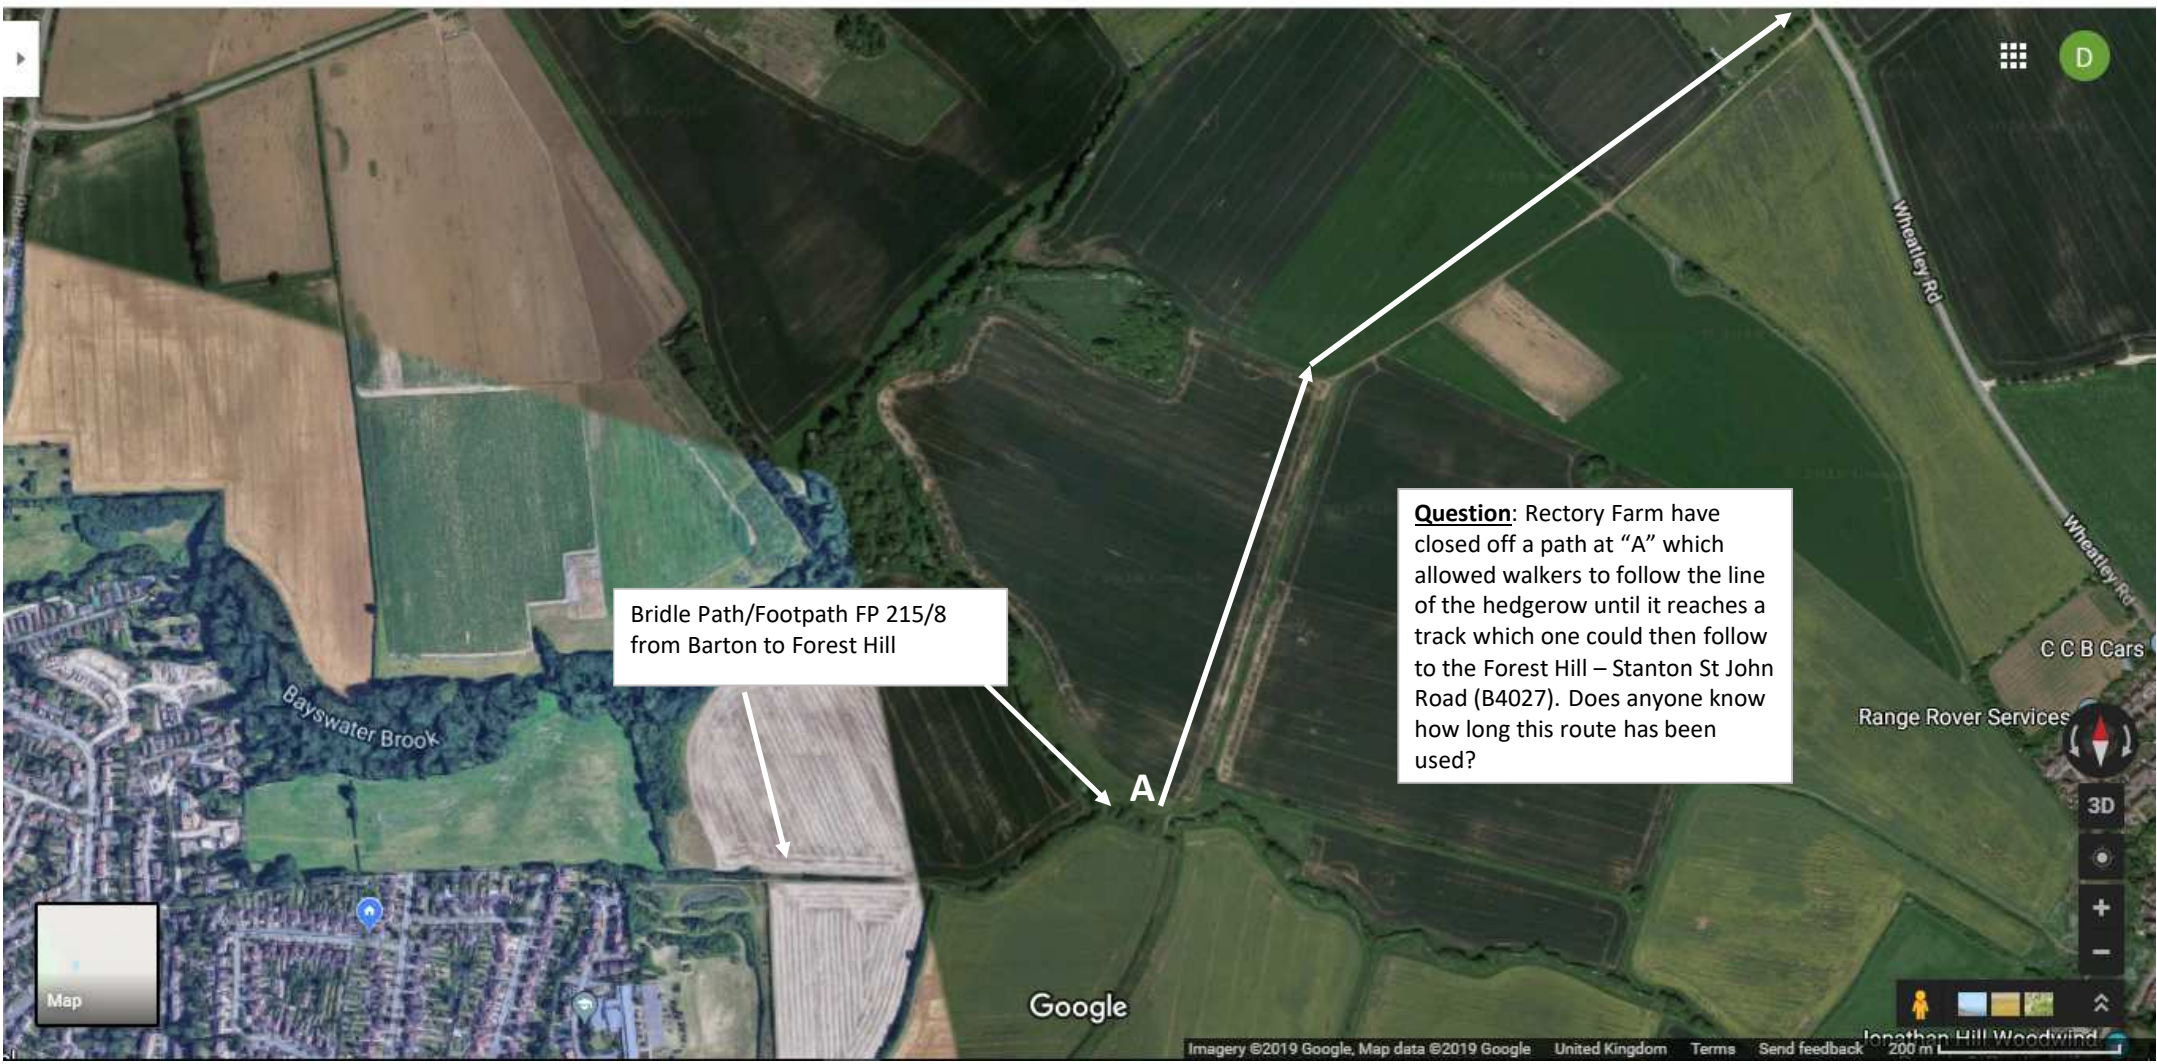 D
Rd
Wheatley Rd
Question: Rectory Farm have
closed off a path at “A” which
allowed walkers to follow the line
of the hedgerow until it reaches a
track which one could then follow
to the Forest Hill – Stanton St John
Road (B4027). Does anyone know
how long this route has been
used?
Wheatley Rd
Bridle Path/Footpath FP 215/8
from Barton to Forest Hill
C C B Cars
Bayswater Brook
Range Rover Services
A
3D
+
−
Map
Google
Jonathan Hill Woodwind
Imagery ©2019 Google, Map data ©2019 Google United Kingdom Terms Send feedback 200 m